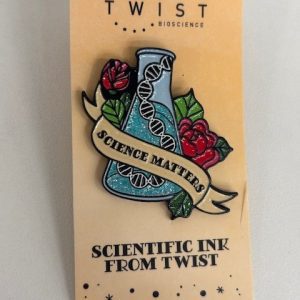 TWIST
BIOSCIENCE
SCIENCE MATTERS
SCIENTIFIC INK
FROM TWIST